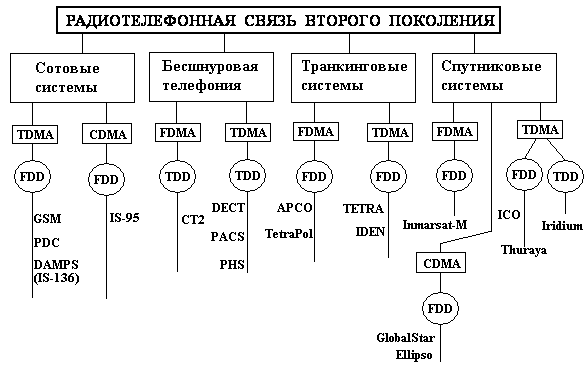 РАДИОТЕЛЕФОННАЯ СВЯЗЬ ВТОРОГО ПОКОЛЕНИЯ
Сотовые
системы
Бесшнуровая
телефония
Транкинговые
системы
Спутниковые
системы
TDMA
CDMA
FDMA
TDMA
FDMA
TDMA
FDMA
TDMA
FDD
FDD
TDD
TDD
FDD
FDD
FDD
FDD
TDD
GSM
PDC
DAMPS
(IS-136)
IS-95
CT2
DECT
PACS
PHS
APCO
TetraPol
TETRA
IDEN
Inmarsat-M
ICO
Thuraya
Iridium
CDMA
FDD
GlobalStar
Ellipso